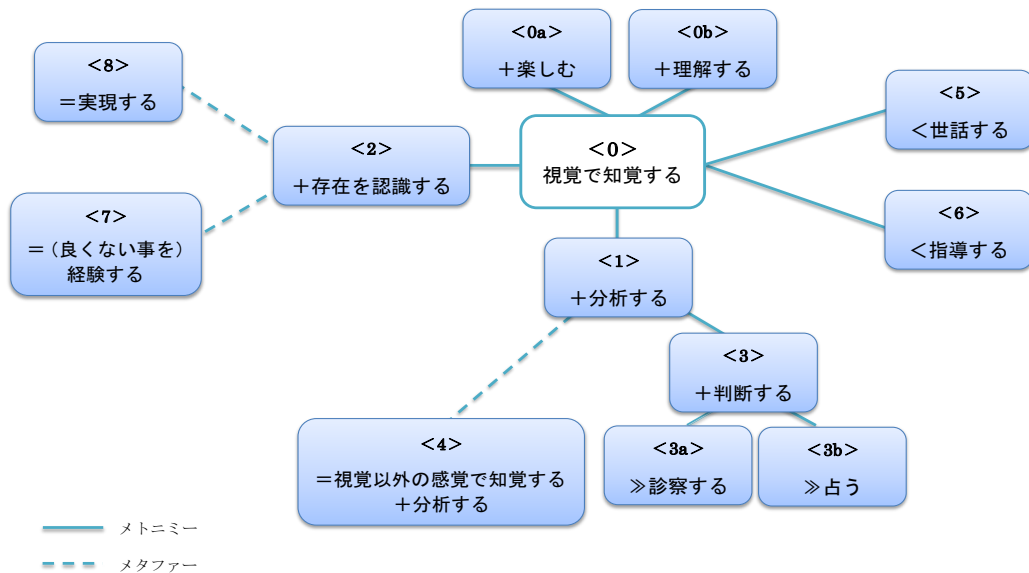 <0a>
＋楽しむ
<0b>
＋理解する
<8>
＝実現する
<5>
＜世話する
<2>
＋存在を認識する
<0>
視覚で知覚する
<7>
＝（良くない事を）
経験する
<6>
＜指導する
<1>
＋分析する
<3>
＋判断する
<4>
＝視覚以外の感覚で知覚する
＋分析する
<3a>
≫診察する
<3b>
≫占う
メトニミー
メタファー